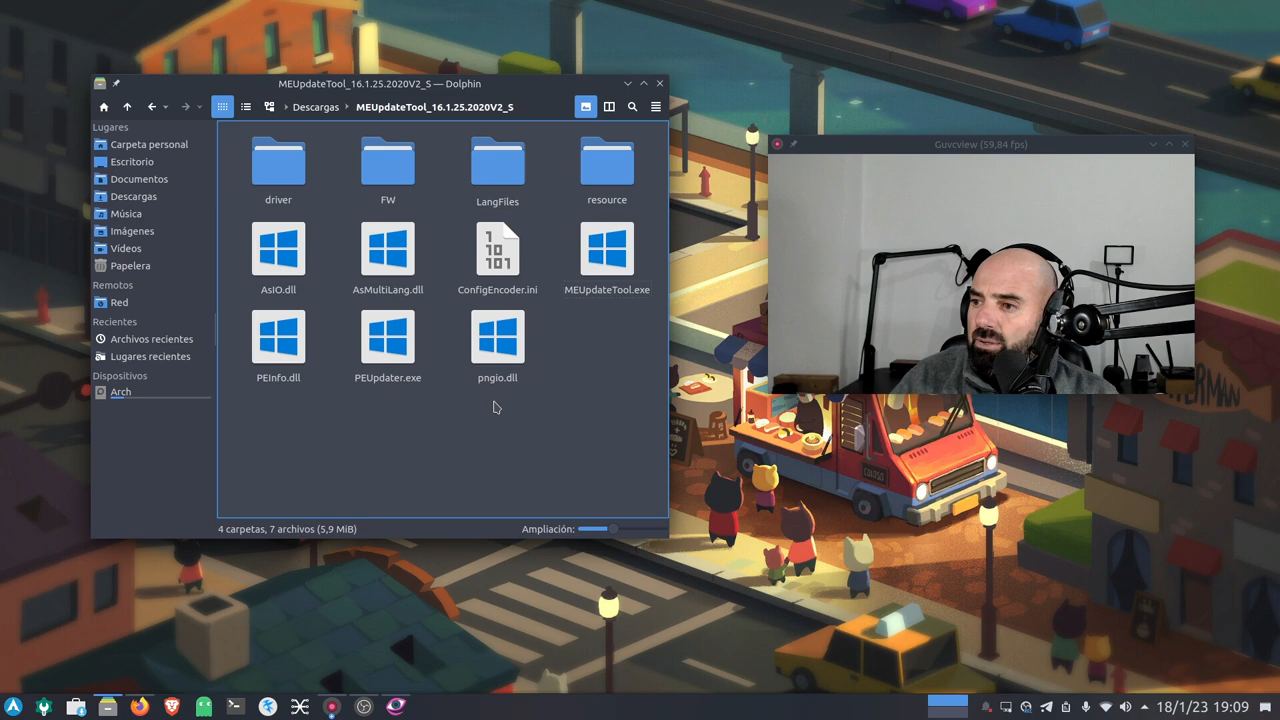 MEUpdateTool_16.1.25.2020V2_S — Dolphin
Descargas
MEUpdateTool_16.1.25.2020V2_S
Lugares
Carpeta personal
Escritorio
Documentos
Descargas
Música
Imágenes
Vídeos
Papelera
Remotos
Red
Recientes
Archivos recientes
Lugares recientes
Dispositivos
Arch
driver
FW
LangFiles
resource
1
10
101
AsIO.dll
AsMultiLang.dll
ConfigEncoder.ini
MEUpdateTool.exe
PEInfo.dll
PEUpdater.exe
pngio.dll
4 carpetas, 7 archivos (5,9 MiB)
Ampliación:
Guvcview (59,84 fps)
18/1/23 19:09